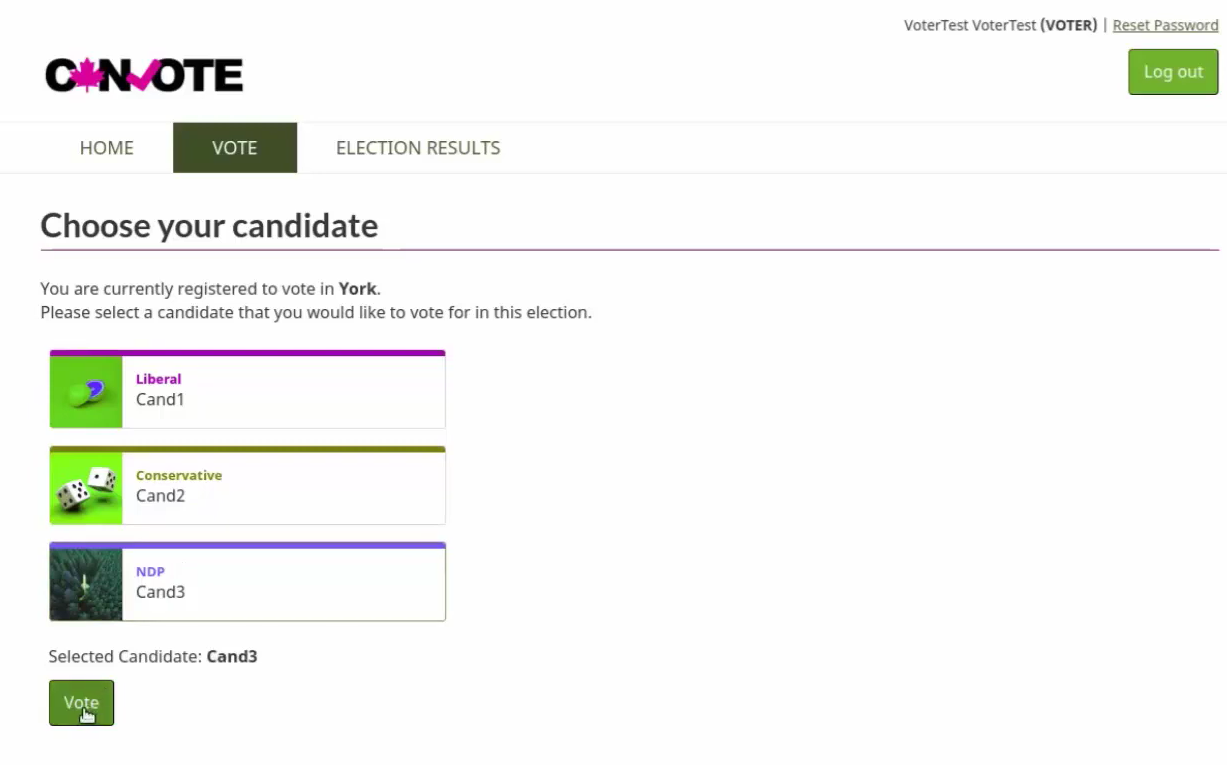 VoterTest VoterTest (VOTER) | Reset Password
CANVOTE
Log out
HOME VOTE ELECTION RESULTS
Choose your candidate
You are currently registered to vote in York.
Please select a candidate that you would like to vote for in this election.
Liberal
Cand1
Conservative
Cand2
NDP
Cand3
Selected Candidate: Cand3
Vote